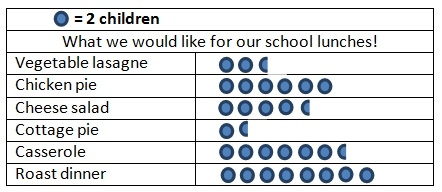 = 2 children
What we would like for our school lunches!
Vegetable lasagne
Chicken pie
Cheese salad
Cottage pie
Casserole
Roast dinner